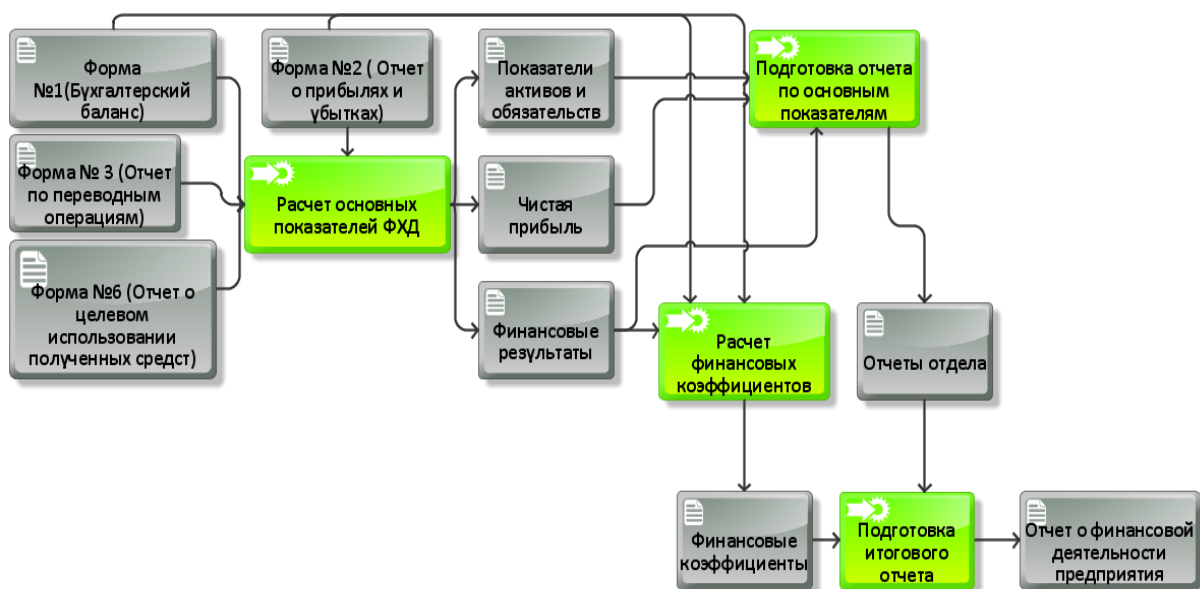 Форма
№1(Бухгалтерский
баланс)
Форма №2 ( Отчет
о прибылях и
убытках)
Показатели
активов и
обязательств
Подготовка отчета
по основным
показателям
Форма № 3 (Отчет
по переводным
операциям)
Расчет основных
показателей ФХД
Чистая
прибыль
Форма №6 (Отчет о
целевом
использовании
полученных средст)
Финансовые
результаты
Расчет
финансовых
коэффициентов
Отчеты отдела
Финансовые
коэффициенты
Подготовка
итогового
отчета
Отчет о финансовой
деятельности
предприятия